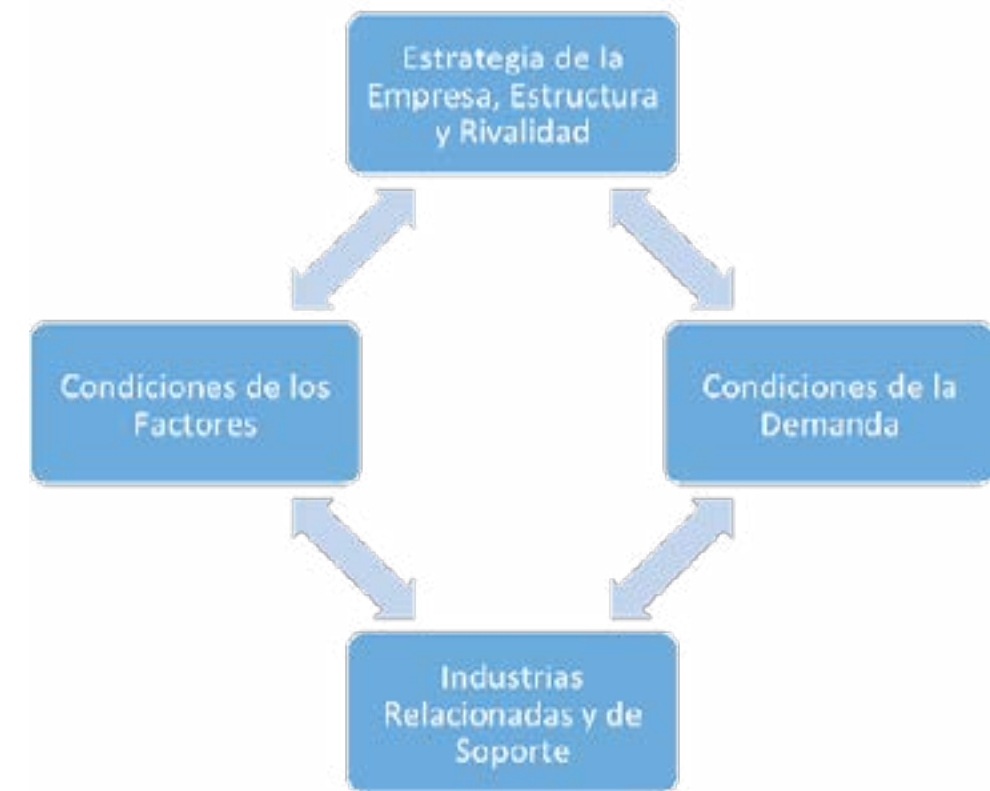 Estrategia de la
Empresa, Estructura
y Rivalidad
Condiciones de los
Factores
Condiciones de la
Demanda
Industrias
Relacionadas y de
Soporte